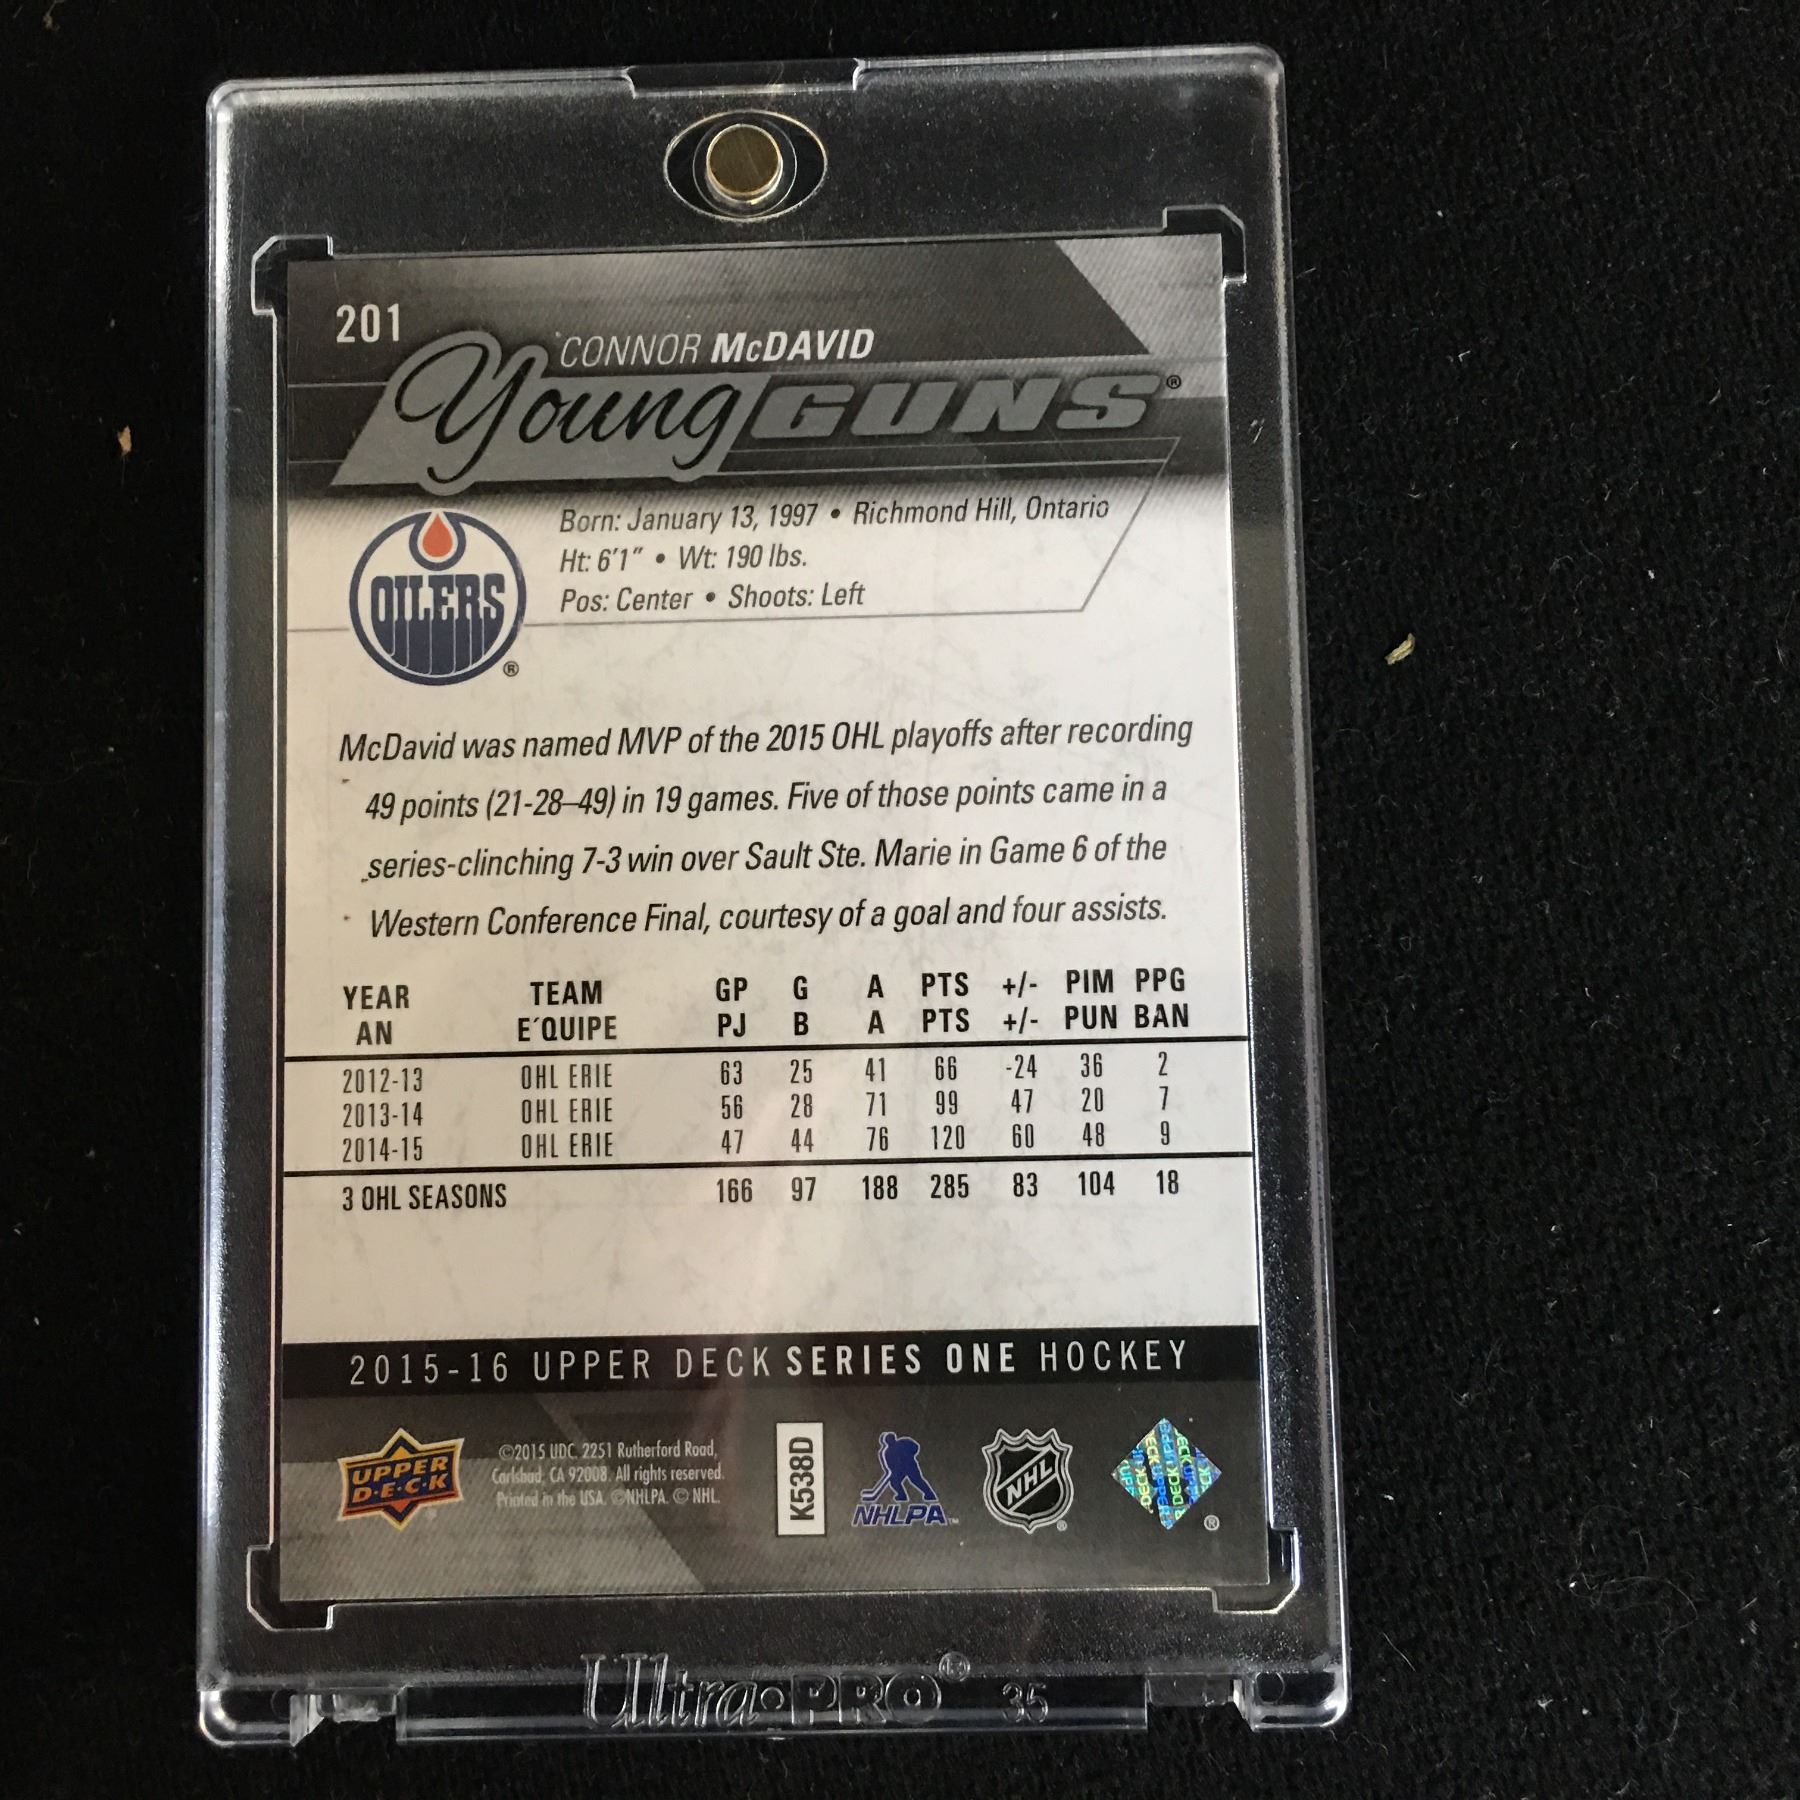 201
CONNOR McDAVID
Young GUNS®
OILERS
®
Born: January 13, 1997 • Richmond Hill, Ontario
Ht: 6'1" • Wt: 190 lbs.
Pos: Center • Shoots: Left
McDavid was named MVP of the 2015 OHL playoffs after recording
49 points (21-28–49) in 19 games. Five of those points came in a
series-clinching 7-3 win over Sault Ste. Marie in Game 6 of the
Western Conference Final, courtesy of a goal and four assists.
YEAR TEAM GP G A PTS +/- PIM PPG
AN E´QUIPE PJ B A PTS +/- PUN BAN
2012-13 OHL ERIE 63 25 41 66 -24 36 2
2013-14 OHL ERIE 56 28 71 99 47 20 7
2014-15 OHL ERIE 47 44 76 120 60 48 9
3 OHL SEASONS 166 97 188 285 83 104 18
2015-16 UPPER DECK SERIES ONE HOCKEY
UPPER
D·E·C·K
©2015 UDC. 2251 Rutherford Road,
Carlsbad, CA 92008. All rights reserved.
Printed in the USA. ©NHLPA. © NHL.
K538D
NHLPA™
NHL
®
UPPER DECK
®
Ultra•PRO® 35